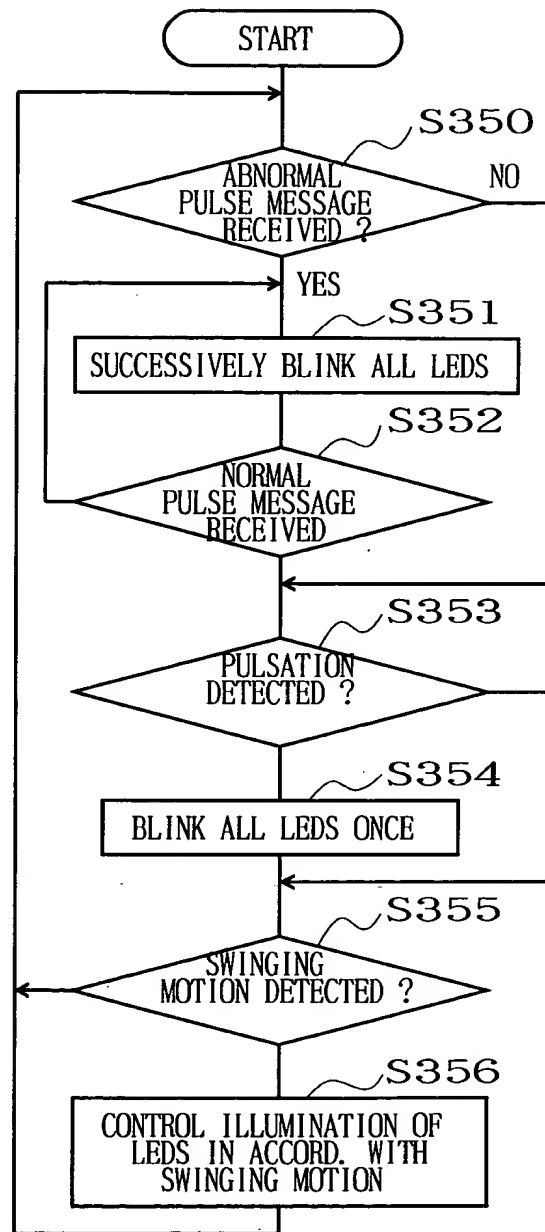 START
S350
ABNORMAL
PULSE MESSAGE
RECEIVED ?
NO
YES
S351
SUCCESSIVELY BLINK ALL LEDS
S352
NORMAL
PULSE MESSAGE
RECEIVED
S353
PULSATION
DETECTED ?
S354
BLINK ALL LEDS ONCE
S355
SWINGING
MOTION DETECTED ?
S356
CONTROL ILLUMINATION OF
LEDS IN ACCORD. WITH
SWINGING MOTION